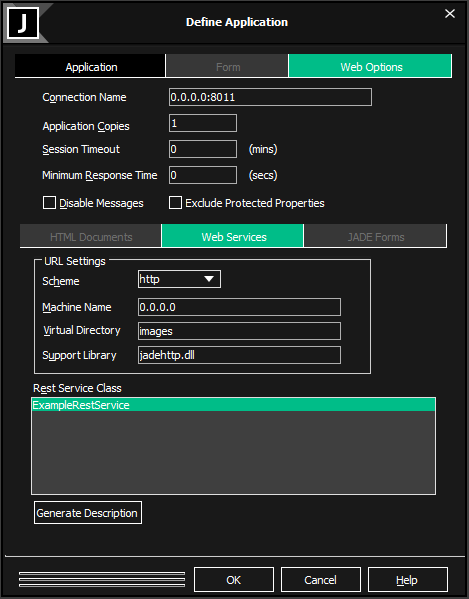 J
Define Application
Application Form Web Options
Connection Name 0.0.0.0:8011
Application Copies 1
Session Timeout 0 (mins)
Minimum Response Time 0 (secs)
Disable Messages Exclude Protected Properties
HTML Documents Web Services JADE Forms
URL Settings
Scheme http
Machine Name 0.0.0.0
Virtual Directory images
Support Library jadehttp.dll
Rest Service Class
ExampleRestService
Generate Description
OK Cancel Help